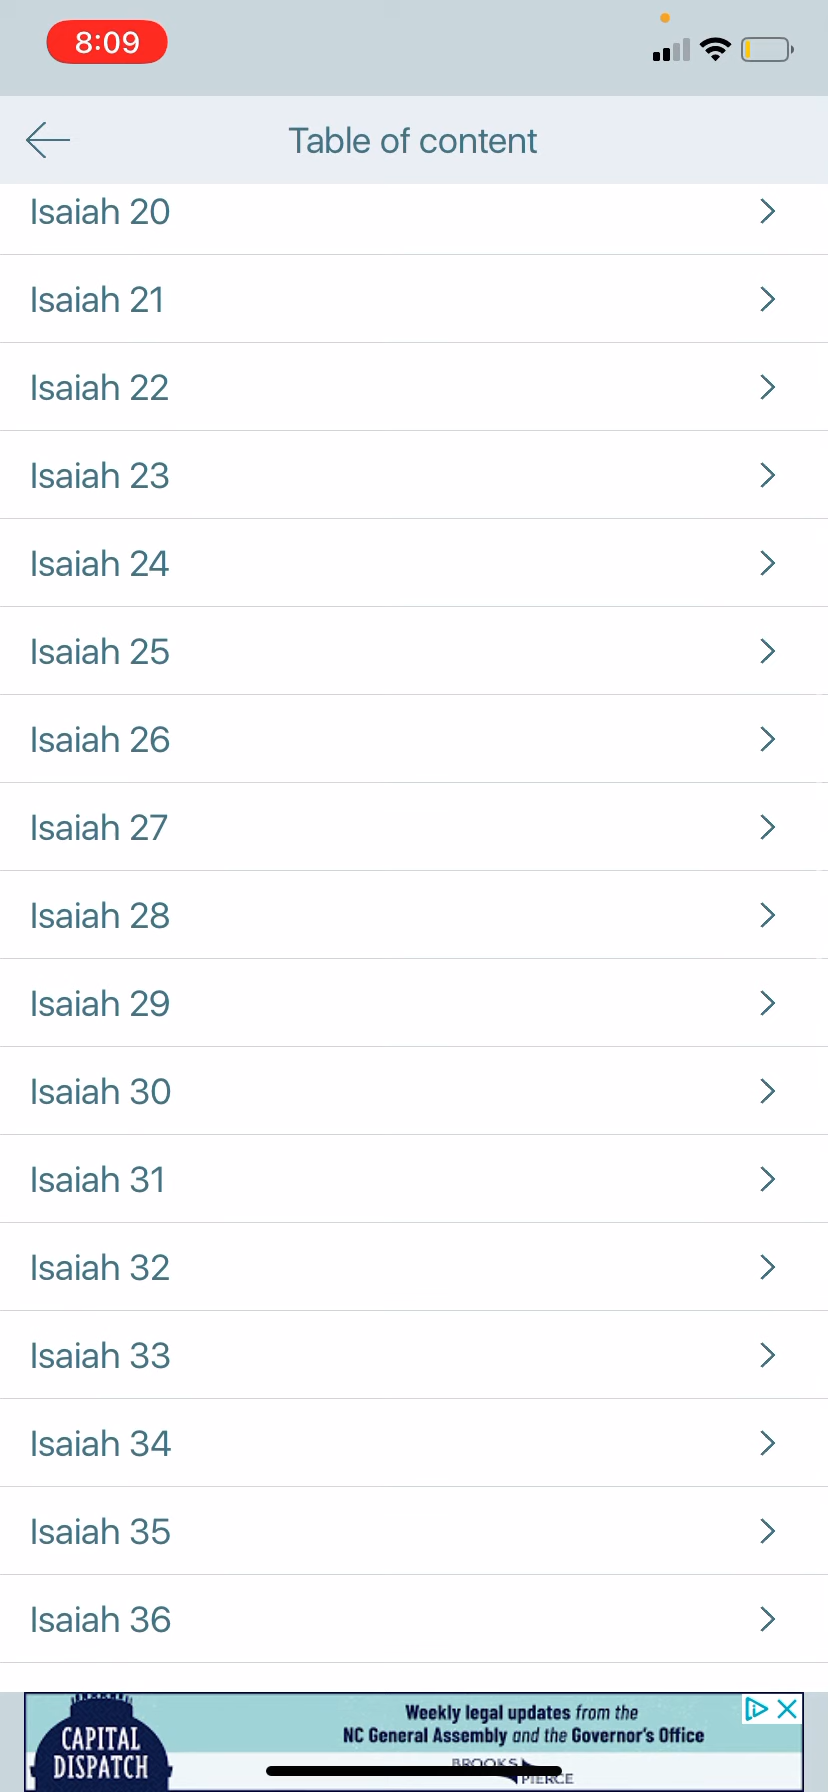 8:09
Table of content
Isaiah 20
Isaiah 21
Isaiah 22
Isaiah 23
Isaiah 24
Isaiah 25
Isaiah 26
Isaiah 27
Isaiah 28
Isaiah 29
Isaiah 30
Isaiah 31
Isaiah 32
Isaiah 33
Isaiah 34
Isaiah 35
Isaiah 36
CAPITAL
DISPATCH
Weekly legal updates from the
NC General Assembly and the Governor's Office
BROOKS
PIERCE